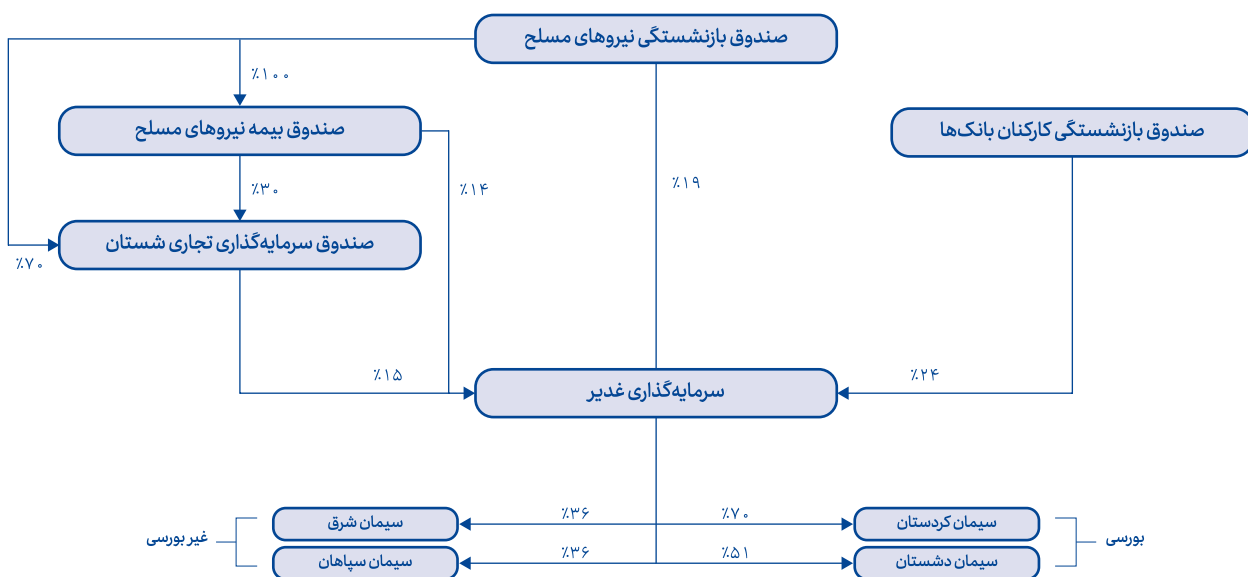 صندوق بازنشستگی نیروهای مسلح
٪۱۰۰
صندوق بیمه نیروهای مسلح
صندوق بازنشستگی کارکنان بانک‌ها
٪۱۹
٪۱۴
٪۳۰
صندوق سرمایه‌گذاری تجاری شستان
٪۷۰
٪۲۴
٪۱۵
سرمایه‌گذاری غدیر
٪۷۰
٪۳۶
سیمان کردستان
سیمان شرق
بورسی
غیر بورسی
٪۵۱
٪۳۶
سیمان دشستان
سیمان سپاهان